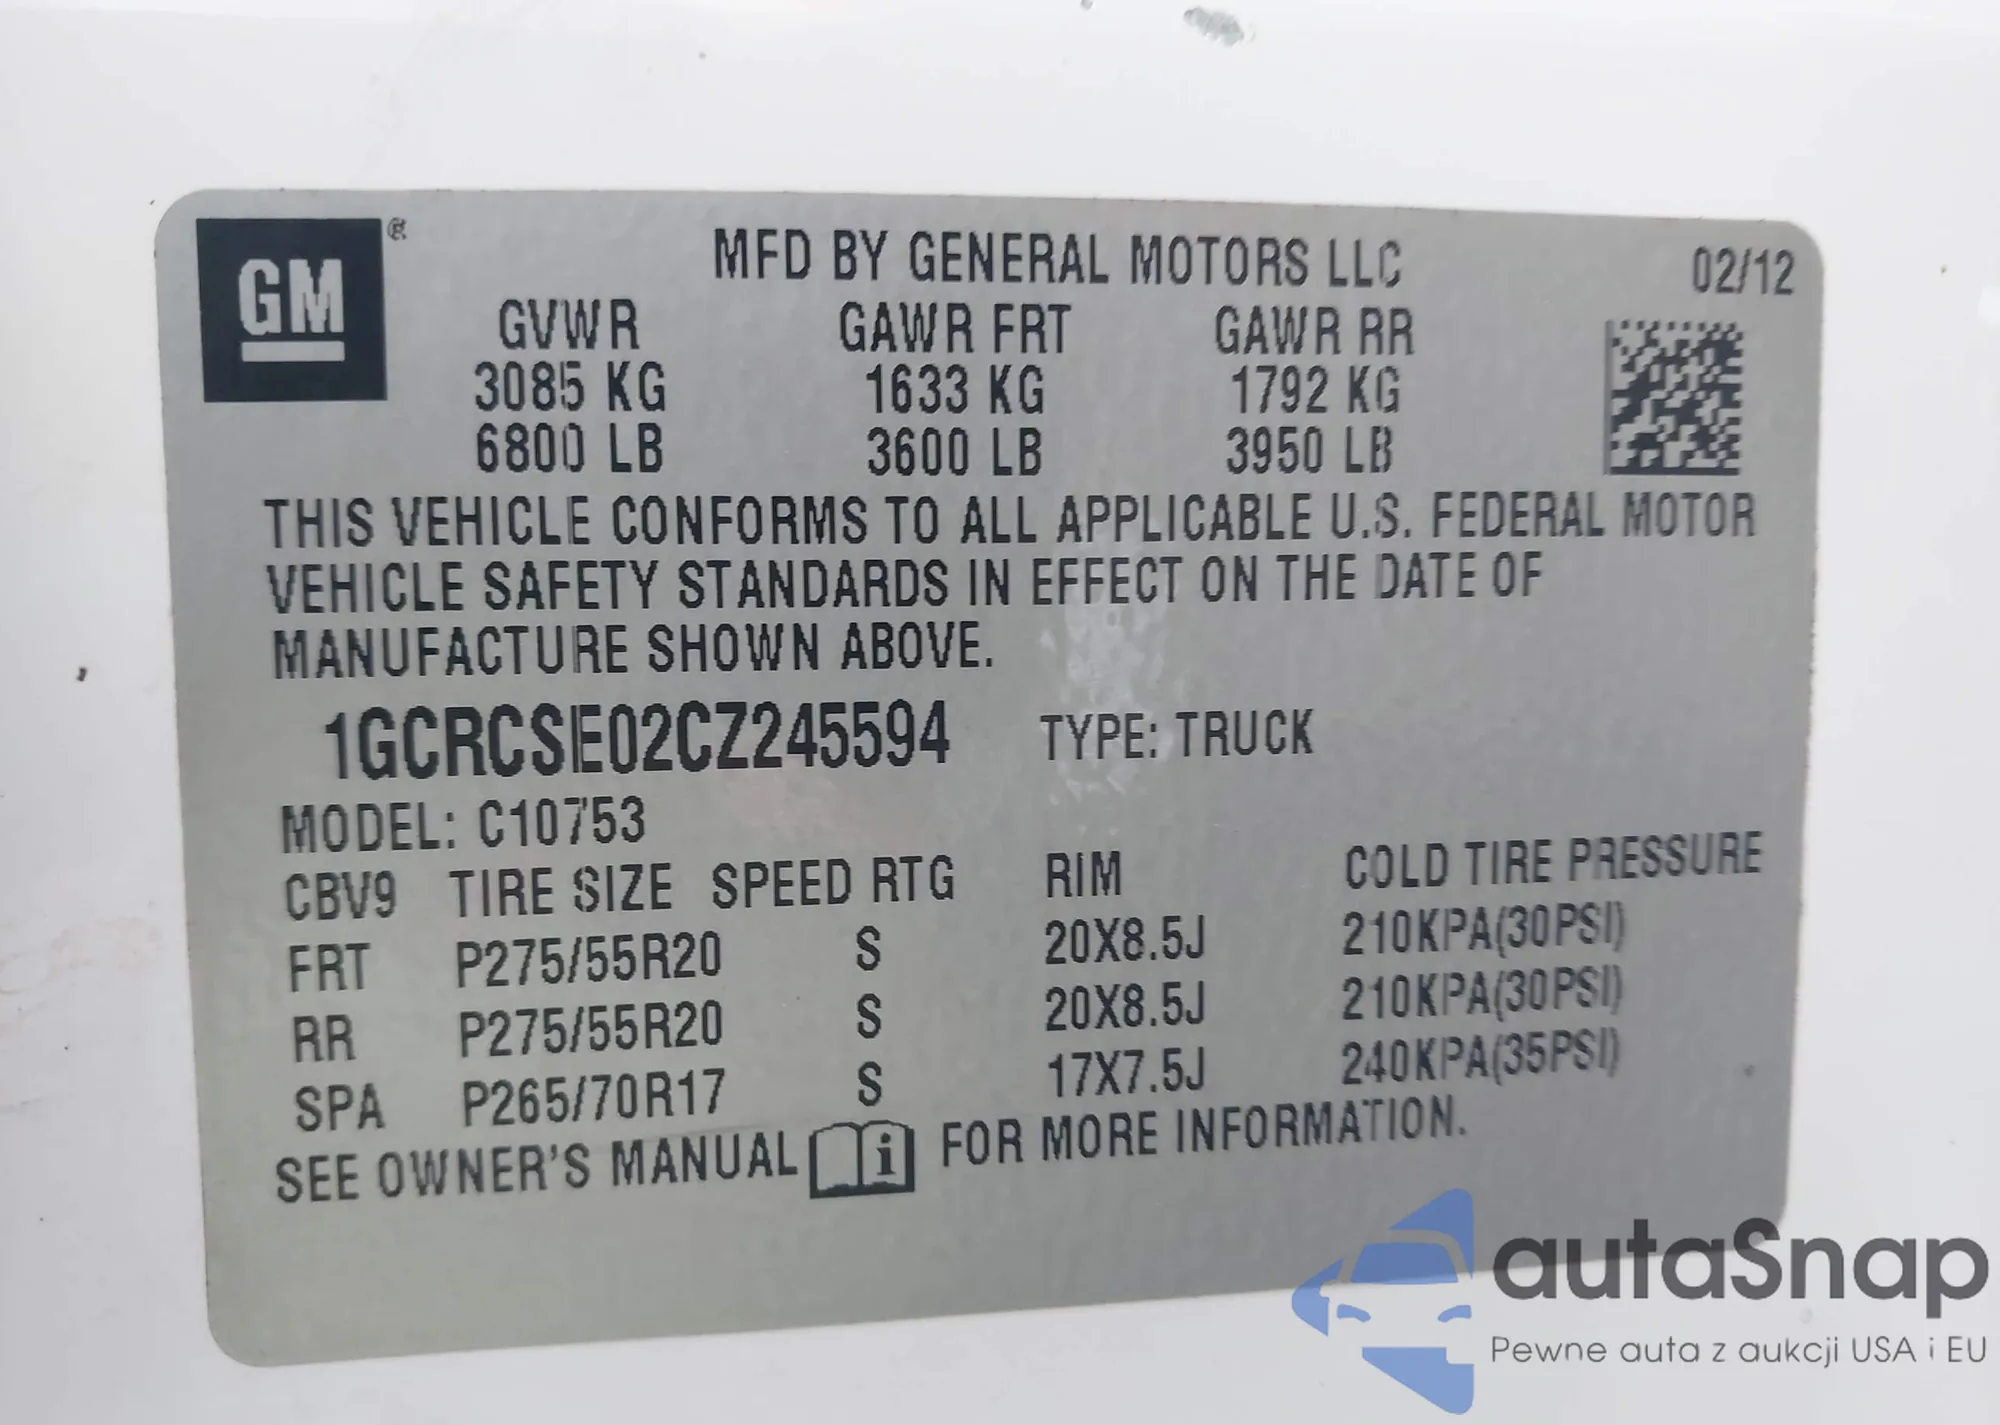 GM®
MFD BY GENERAL MOTORS LLC 02/12
GVWR GAWR FRT GAWR RR
3085 KG 1633 KG 1792 KG
6800 LB 3600 LB 3950 LB
THIS VEHICLE CONFORMS TO ALL APPLICABLE U.S. FEDERAL MOTOR
VEHICLE SAFETY STANDARDS IN EFFECT ON THE DATE OF
MANUFACTURE SHOWN ABOVE.
1GCRCSE02CZ245594 TYPE: TRUCK
MODEL: C10753
CBV9 TIRE SIZE SPEED RTG RIM COLD TIRE PRESSURE
FRT P275/55R20 S 20X8.5J 210KPA(30PSI)
RR P275/55R20 S 20X8.5J 210KPA(30PSI)
SPA P265/70R17 S 17X7.5J 240KPA(35PSI)
SEE OWNER'S MANUAL i FOR MORE INFORMATION.
autaSnap
Pewne auta z aukcji USA i EU